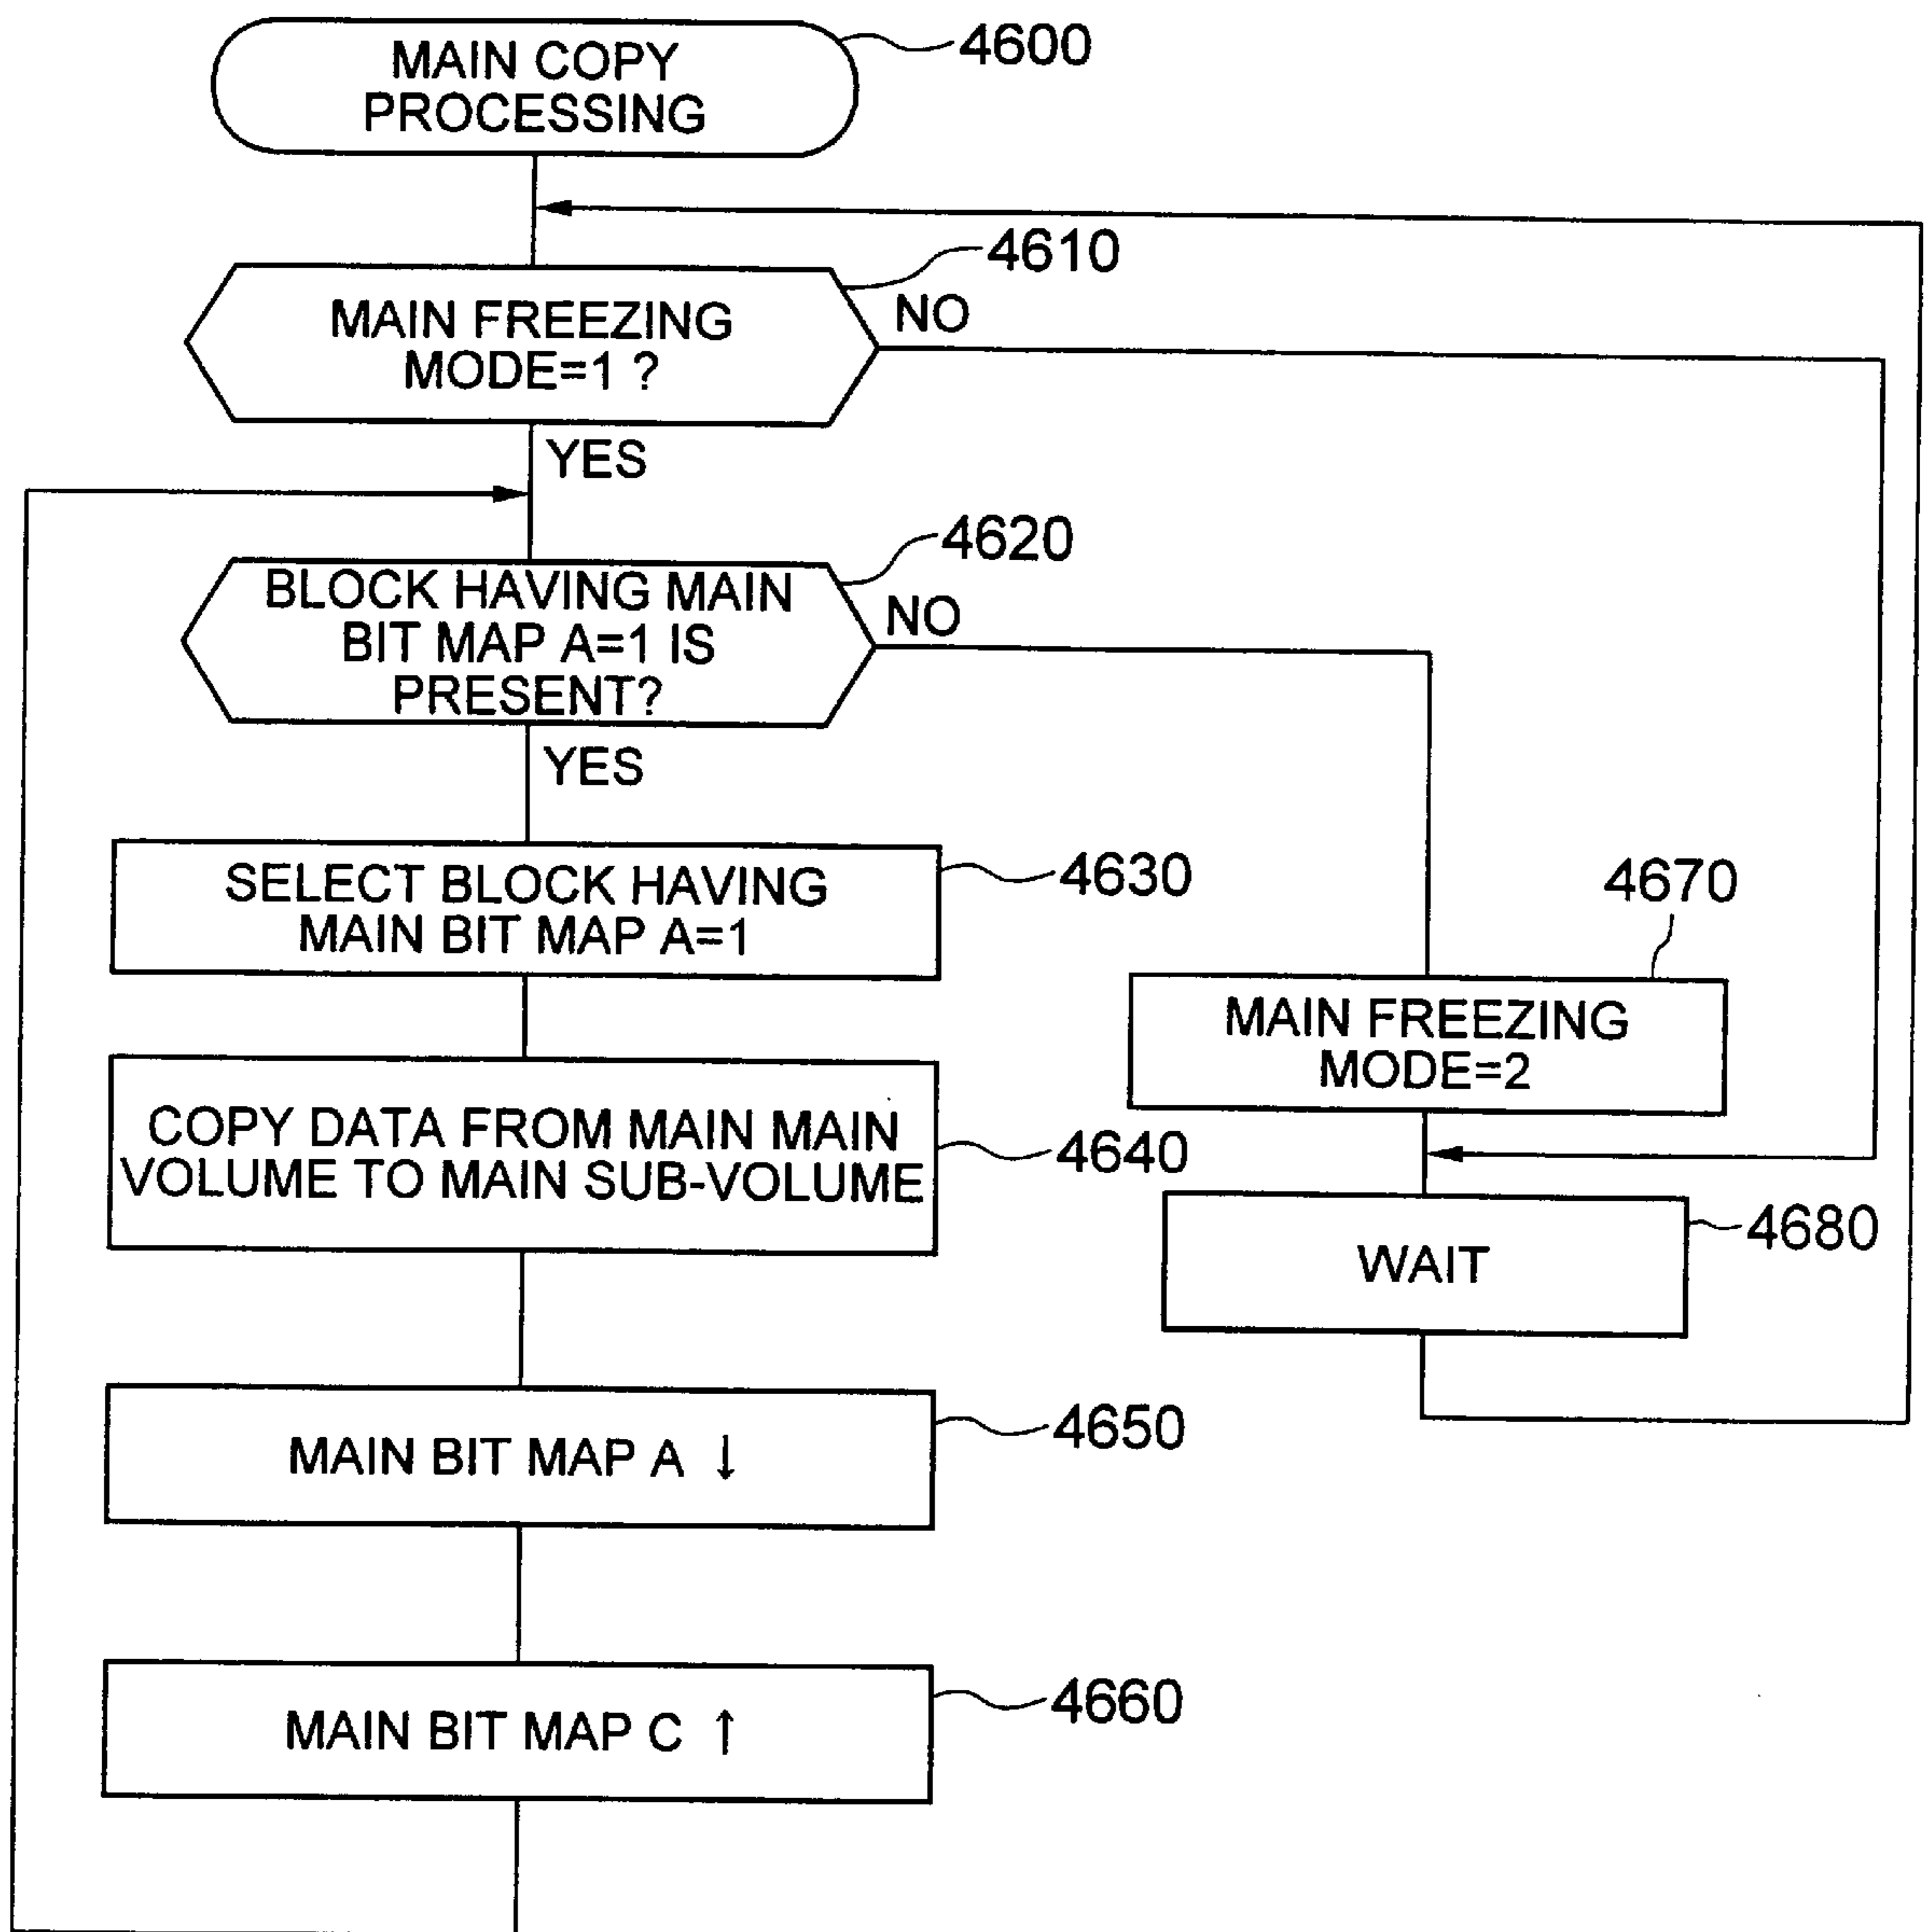 MAIN COPY
PROCESSING
4600
MAIN FREEZING
MODE=1 ?
4610
NO
YES
BLOCK HAVING MAIN
BIT MAP A=1 IS
PRESENT?
4620
NO
YES
SELECT BLOCK HAVING
MAIN BIT MAP A=1
4630
COPY DATA FROM MAIN MAIN
VOLUME TO MAIN SUB-VOLUME
4640
MAIN BIT MAP A ↓
4650
MAIN BIT MAP C ↑
4660
4670
MAIN FREEZING
MODE=2
WAIT
4680